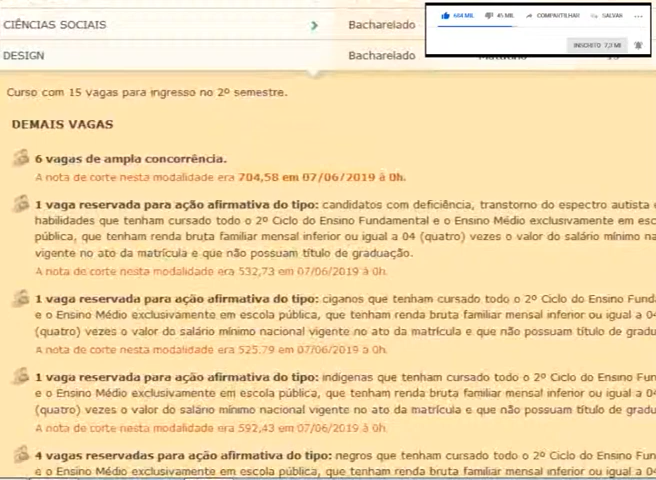 CIÊNCIAS SOCIAIS Bacharelado
644 MIL 45 MIL COMPARTILHAR SALVAR ...
INSCRITO 7,3 MI
DESIGN Bacharelado Matutino 15
Curso com 15 vagas para ingresso no 2º semestre.
DEMAIS VAGAS
6 vagas de ampla concorrência.
A nota de corte nesta modalidade era 704,58 em 07/06/2019 à 0h.
1 vaga reservada para ação afirmativa do tipo: candidatos com deficiência, transtorno do espectro autista
habilidades que tenham cursado todo o 2º Ciclo do Ensino Fundamental e o Ensino Médio exclusivamente em esc
pública, que tenham renda bruta familiar mensal inferior ou igual a 04 (quatro) vezes o valor do salário mínimo na
vigente no ato da matrícula e que não possuam título de graduação.
A nota de corte nesta modalidade era 532,73 em 07/06/2019 à 0h.
1 vaga reservada para ação afirmativa do tipo: ciganos que tenham cursado todo o 2º Ciclo do Ensino Fund
e o Ensino Médio exclusivamente em escola pública, que tenham renda bruta familiar mensal inferior ou igual a 04
(quatro) vezes o valor do salário mínimo nacional vigente no ato da matrícula e que não possuam título de gradu
A nota de corte nesta modalidade era 525,79 em 07/06/2019 à 0h.
1 vaga reservada para ação afirmativa do tipo: indígenas que tenham cursado todo o 2º Ciclo do Ensino Fun
e o Ensino Médio exclusivamente em escola pública, que tenham renda bruta familiar mensal inferior ou igual a 04
(quatro) vezes o valor do salário mínimo nacional vigente no ato da matrícula e que não possuam título de gradu
A nota de corte nesta modalidade era 592,43 em 07/06/2019 à 0h.
4 vagas reservadas para ação afirmativa do tipo: negros que tenham cursado todo o 2º Ciclo do Ensino Fun
e o Ensino Médio exclusivamente em escola pública, que tenham renda bruta familiar mensal inferior ou igual a 04